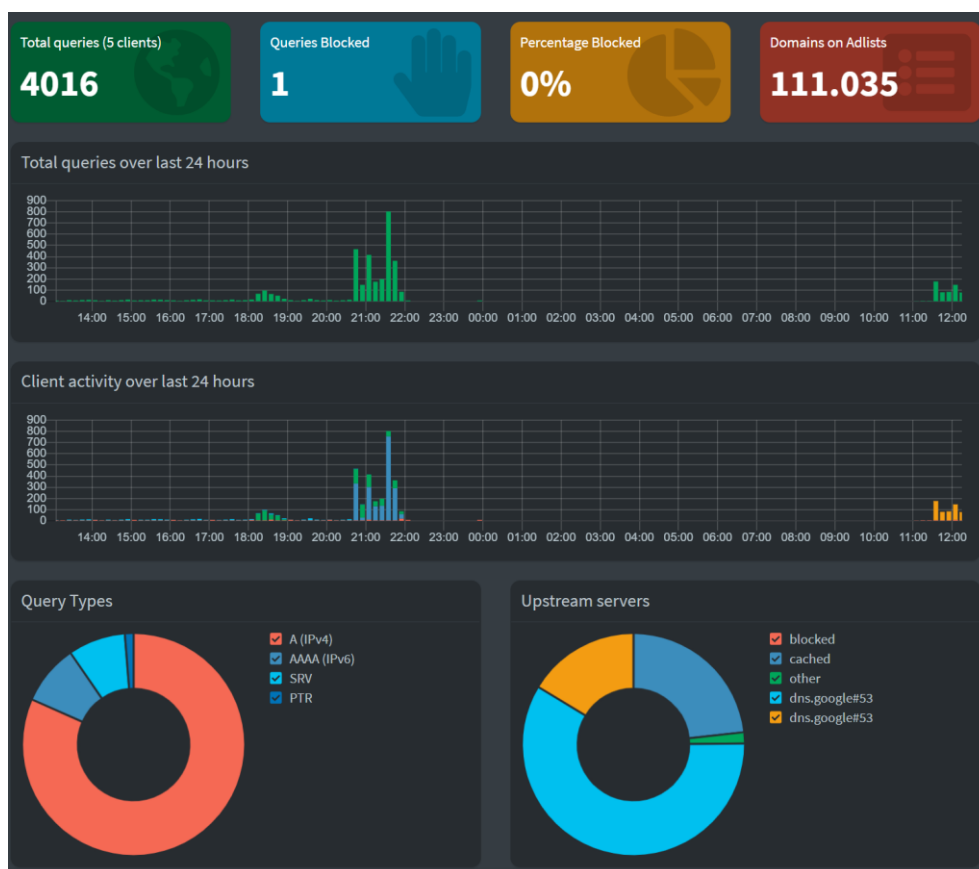 Total queries (5 clients)
4016
Queries Blocked
1
Percentage Blocked
0%
Domains on Adlists
111.035
Total queries over last 24 hours
900
800
700
600
500
400
300
200
100
0
14:00 15:00 16:00 17:00 18:00 19:00 20:00 21:00 22:00 23:00 00:00 01:00 02:00 03:00 04:00 05:00 06:00 07:00 08:00 09:00 10:00 11:00 12:00
Client activity over last 24 hours
900
800
700
600
500
400
300
200
100
0
14:00 15:00 16:00 17:00 18:00 19:00 20:00 21:00 22:00 23:00 00:00 01:00 02:00 03:00 04:00 05:00 06:00 07:00 08:00 09:00 10:00 11:00 12:00
Query Types
A (IPv4)
AAAA (IPv6)
SRV
PTR
Upstream servers
blocked
cached
other
dns.google#53
dns.google#53